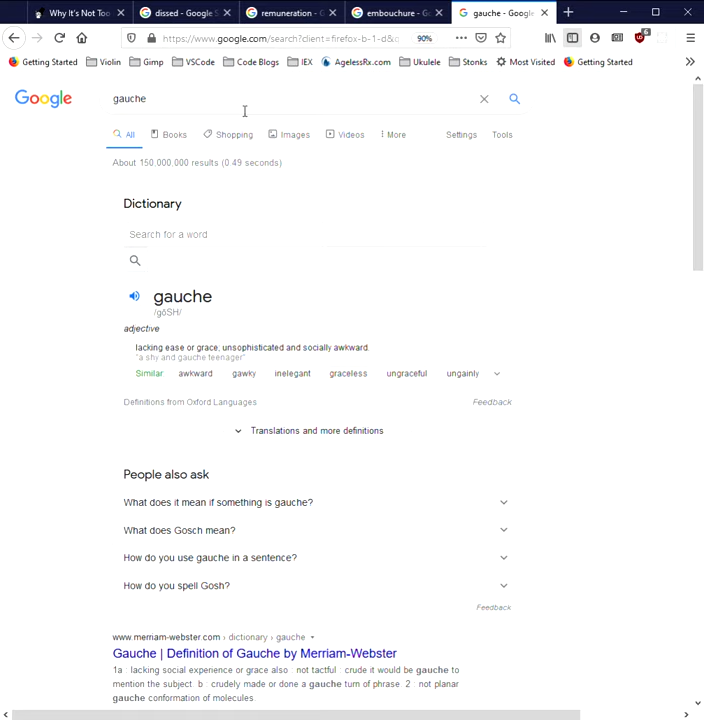 Why It's Not Too
dissed - Google S
remuneration - G
embouchure - Go
gauche - Google
https://www.google.com/search?client=firefox-b-1-d&
90%
6
Getting Started
Violin
Gimp
VSCode
Code Blogs
IEX
AgelessRx.com
Ukulele
Stonks
Most Visited
Getting Started
Google
gauche
All
Books
Shopping
Images
Videos
More
Settings
Tools
About 150,000,000 results (0.49 seconds)
Dictionary
Search for a word
gauche
/ɡōSH/
adjective
lacking ease or grace; unsophisticated and socially awkward.
"a shy and gauche teenager"
Similar awkward gawky inelegant graceless ungraceful ungainly
Definitions from Oxford Languages
Feedback
Translations and more definitions
People also ask
What does it mean if something is gauche?
What does Gosch mean?
How do you use gauche in a sentence?
How do you spell Gosh?
Feedback
www.merriam-webster.com › dictionary › gauche
Gauche | Definition of Gauche by Merriam-Webster
1a : lacking social experience or grace also : not tactful : crude it would be gauche to
mention the subject. b : crudely made or done a gauche turn of phrase. 2 : not planar
gauche conformation of molecules.